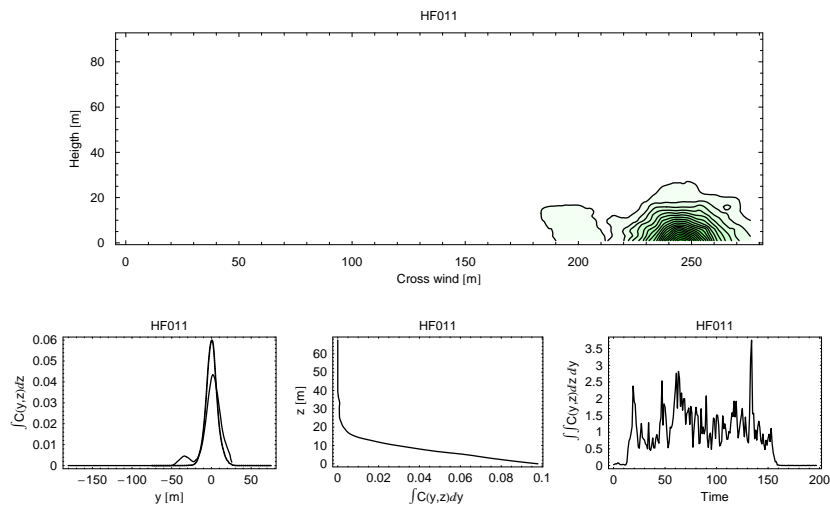 HF011
80
60
40
20
0
Heigth [m]
0 50 100 150 200 250
Cross wind [m]
HF011
0.06
0.05
0.04
0.03
0.02
0.01
0
∫C(y,z)dz
−150 −100 −50 0 50
y [m]
HF011
60
50
40
30
20
10
0
z [m]
0 0.02 0.04 0.06 0.08 0.1
∫C(y,z)dy
HF011
3.5
3
2.5
2
1.5
1
0.5
0
∫∫C(y,z)dz dy
0 50 100 150 200
Time